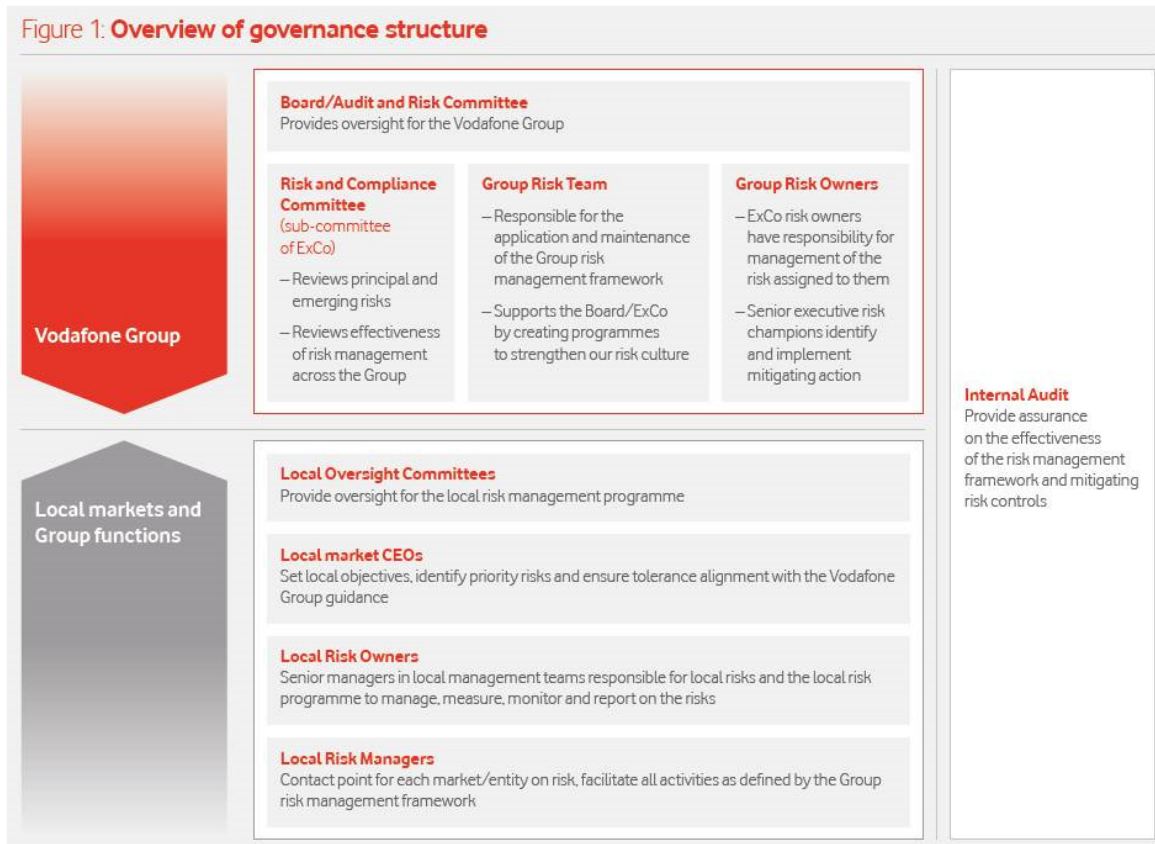 Figure 1: Overview of governance structure
Vodafone Group
Board/Audit and Risk Committee
Provides oversight for the Vodafone Group
Risk and Compliance
Committee
(sub-committee
of ExCo)
– Reviews principal and
emerging risks
– Reviews effectiveness
of risk management
across the Group
Group Risk Team
– Responsible for the
application and maintenance
of the Group risk
management framework
– Supports the Board/ExCo
by creating programmes
to strengthen our risk culture
Group Risk Owners
– ExCo risk owners
have responsibility for
management of the
risk assigned to them
– Senior executive risk
champions identify
and implement
mitigating action
Local markets and
Group functions
Local Oversight Committees
Provide oversight for the local risk management programme
Local market CEOs
Set local objectives, identify priority risks and ensure tolerance alignment with the Vodafone
Group guidance
Local Risk Owners
Senior managers in local management teams responsible for local risks and the local risk
programme to manage, measure, monitor and report on the risks
Local Risk Managers
Contact point for each market/entity on risk, facilitate all activities as defined by the Group
risk management framework
Internal Audit
Provide assurance
on the effectiveness
of the risk management
framework and mitigating
risk controls